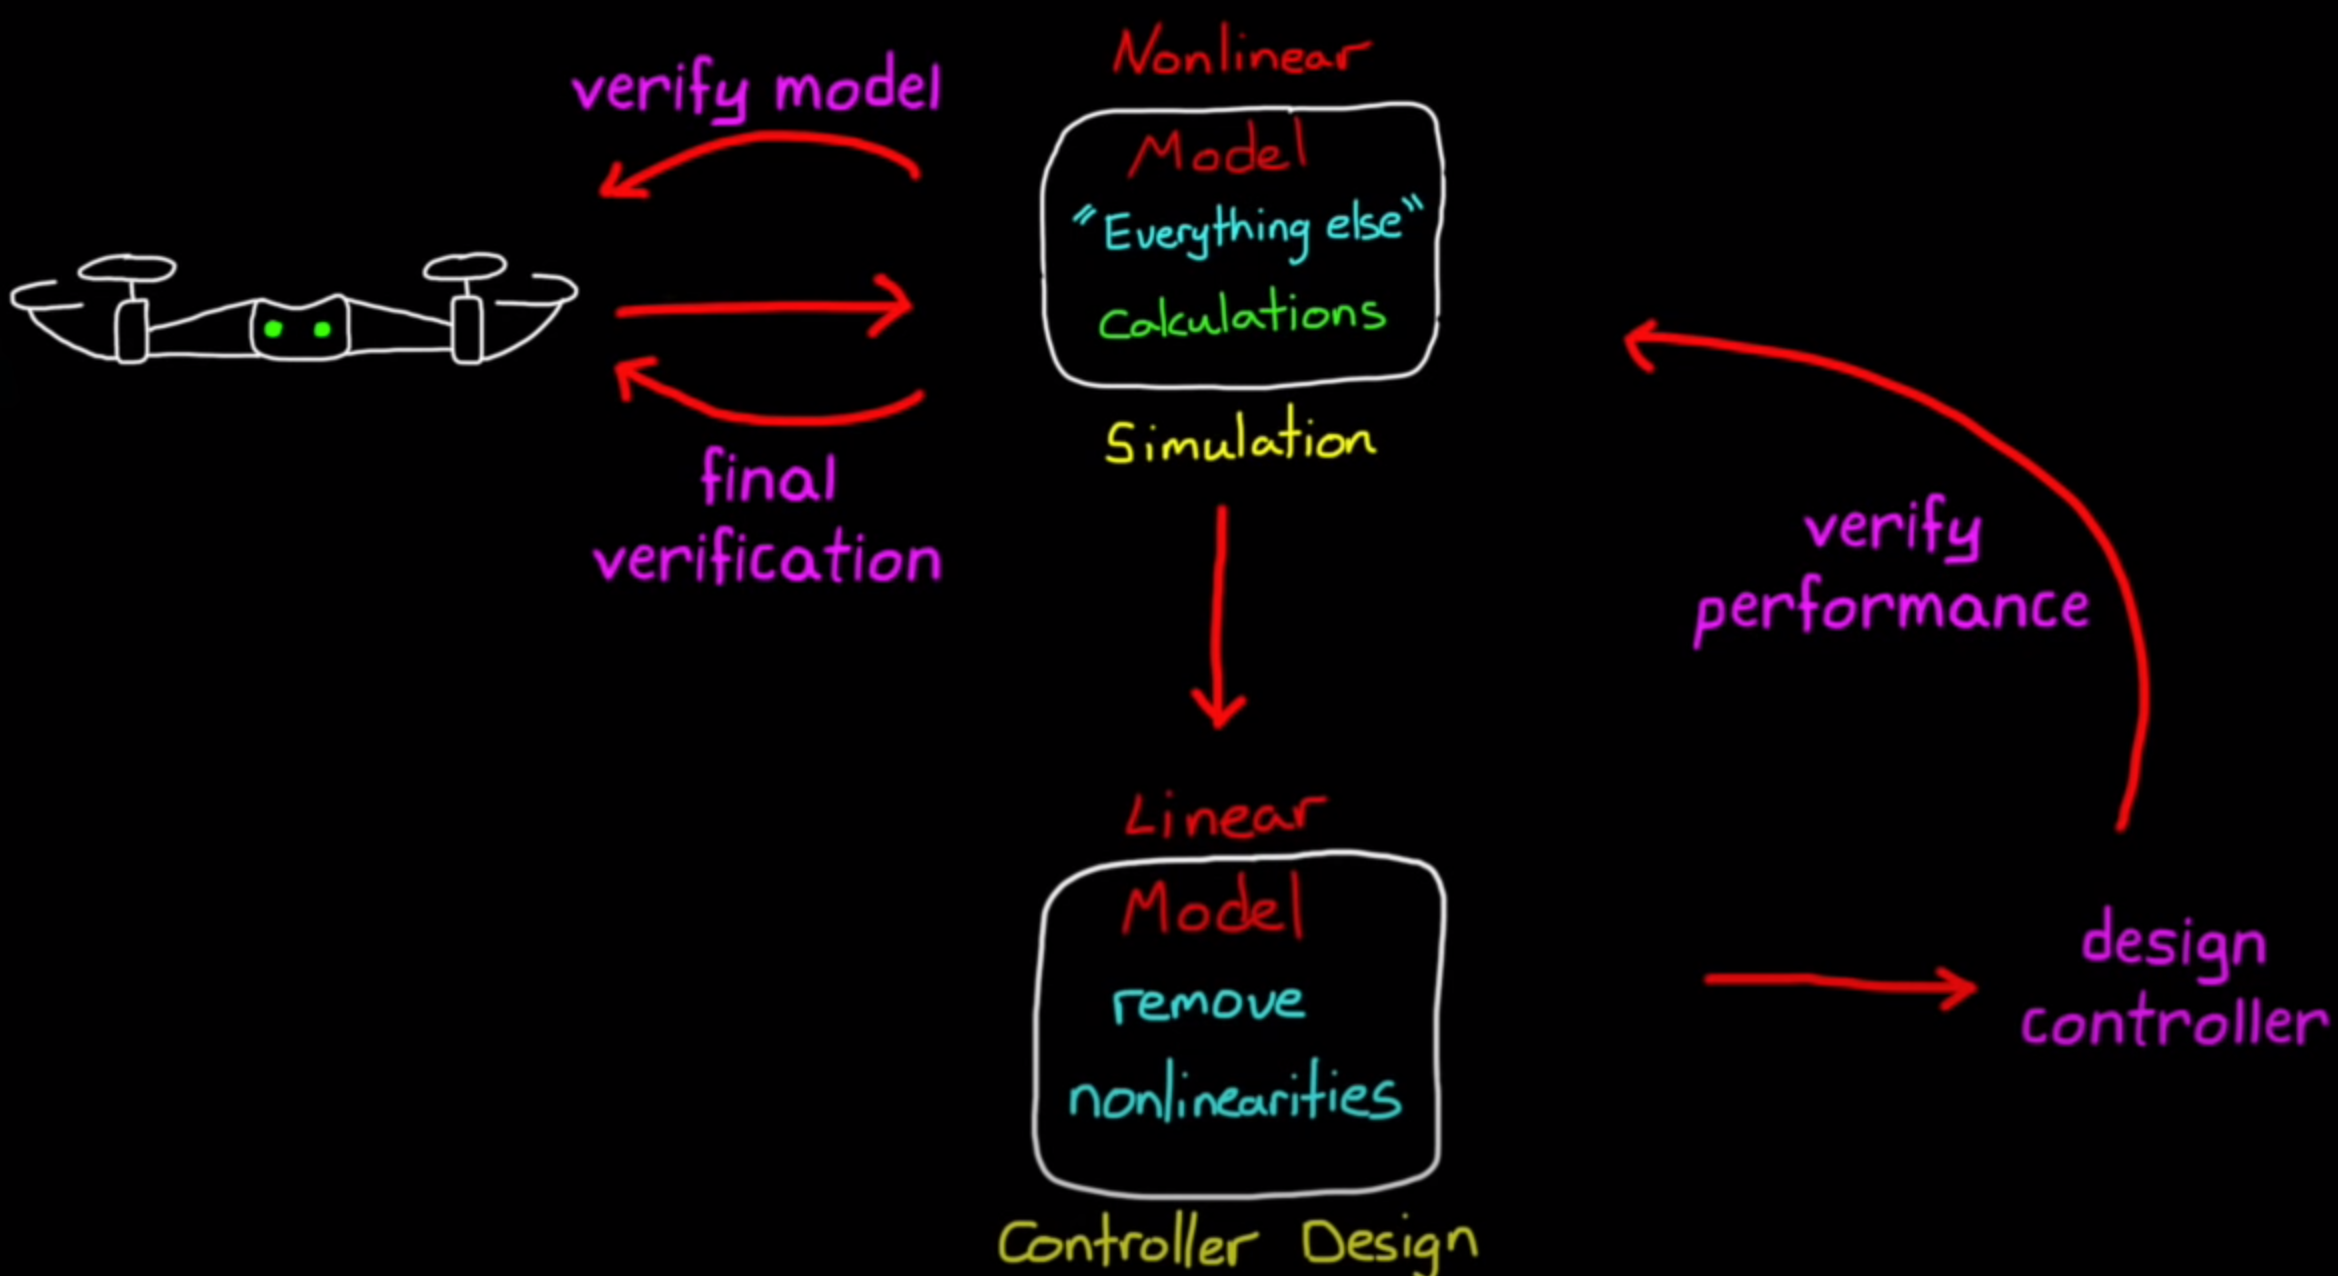 Nonlinear
verify model
Model
"Everything else"
Calculations
Simulation
final
verification
verify
performance
Linear
Model
remove
nonlinearities
design
controller
Controller Design